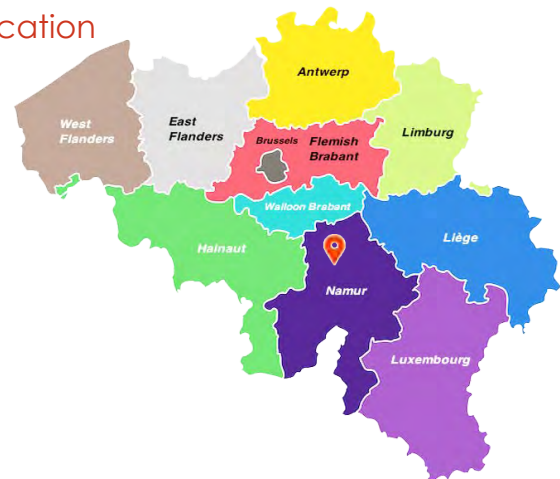 cation
Antwerp
West
Flanders
East
Flanders
Brussels
Flemish
Brabant
Limburg
Walloon Brabant
Hainaut
Liège
Namur
Luxembourg